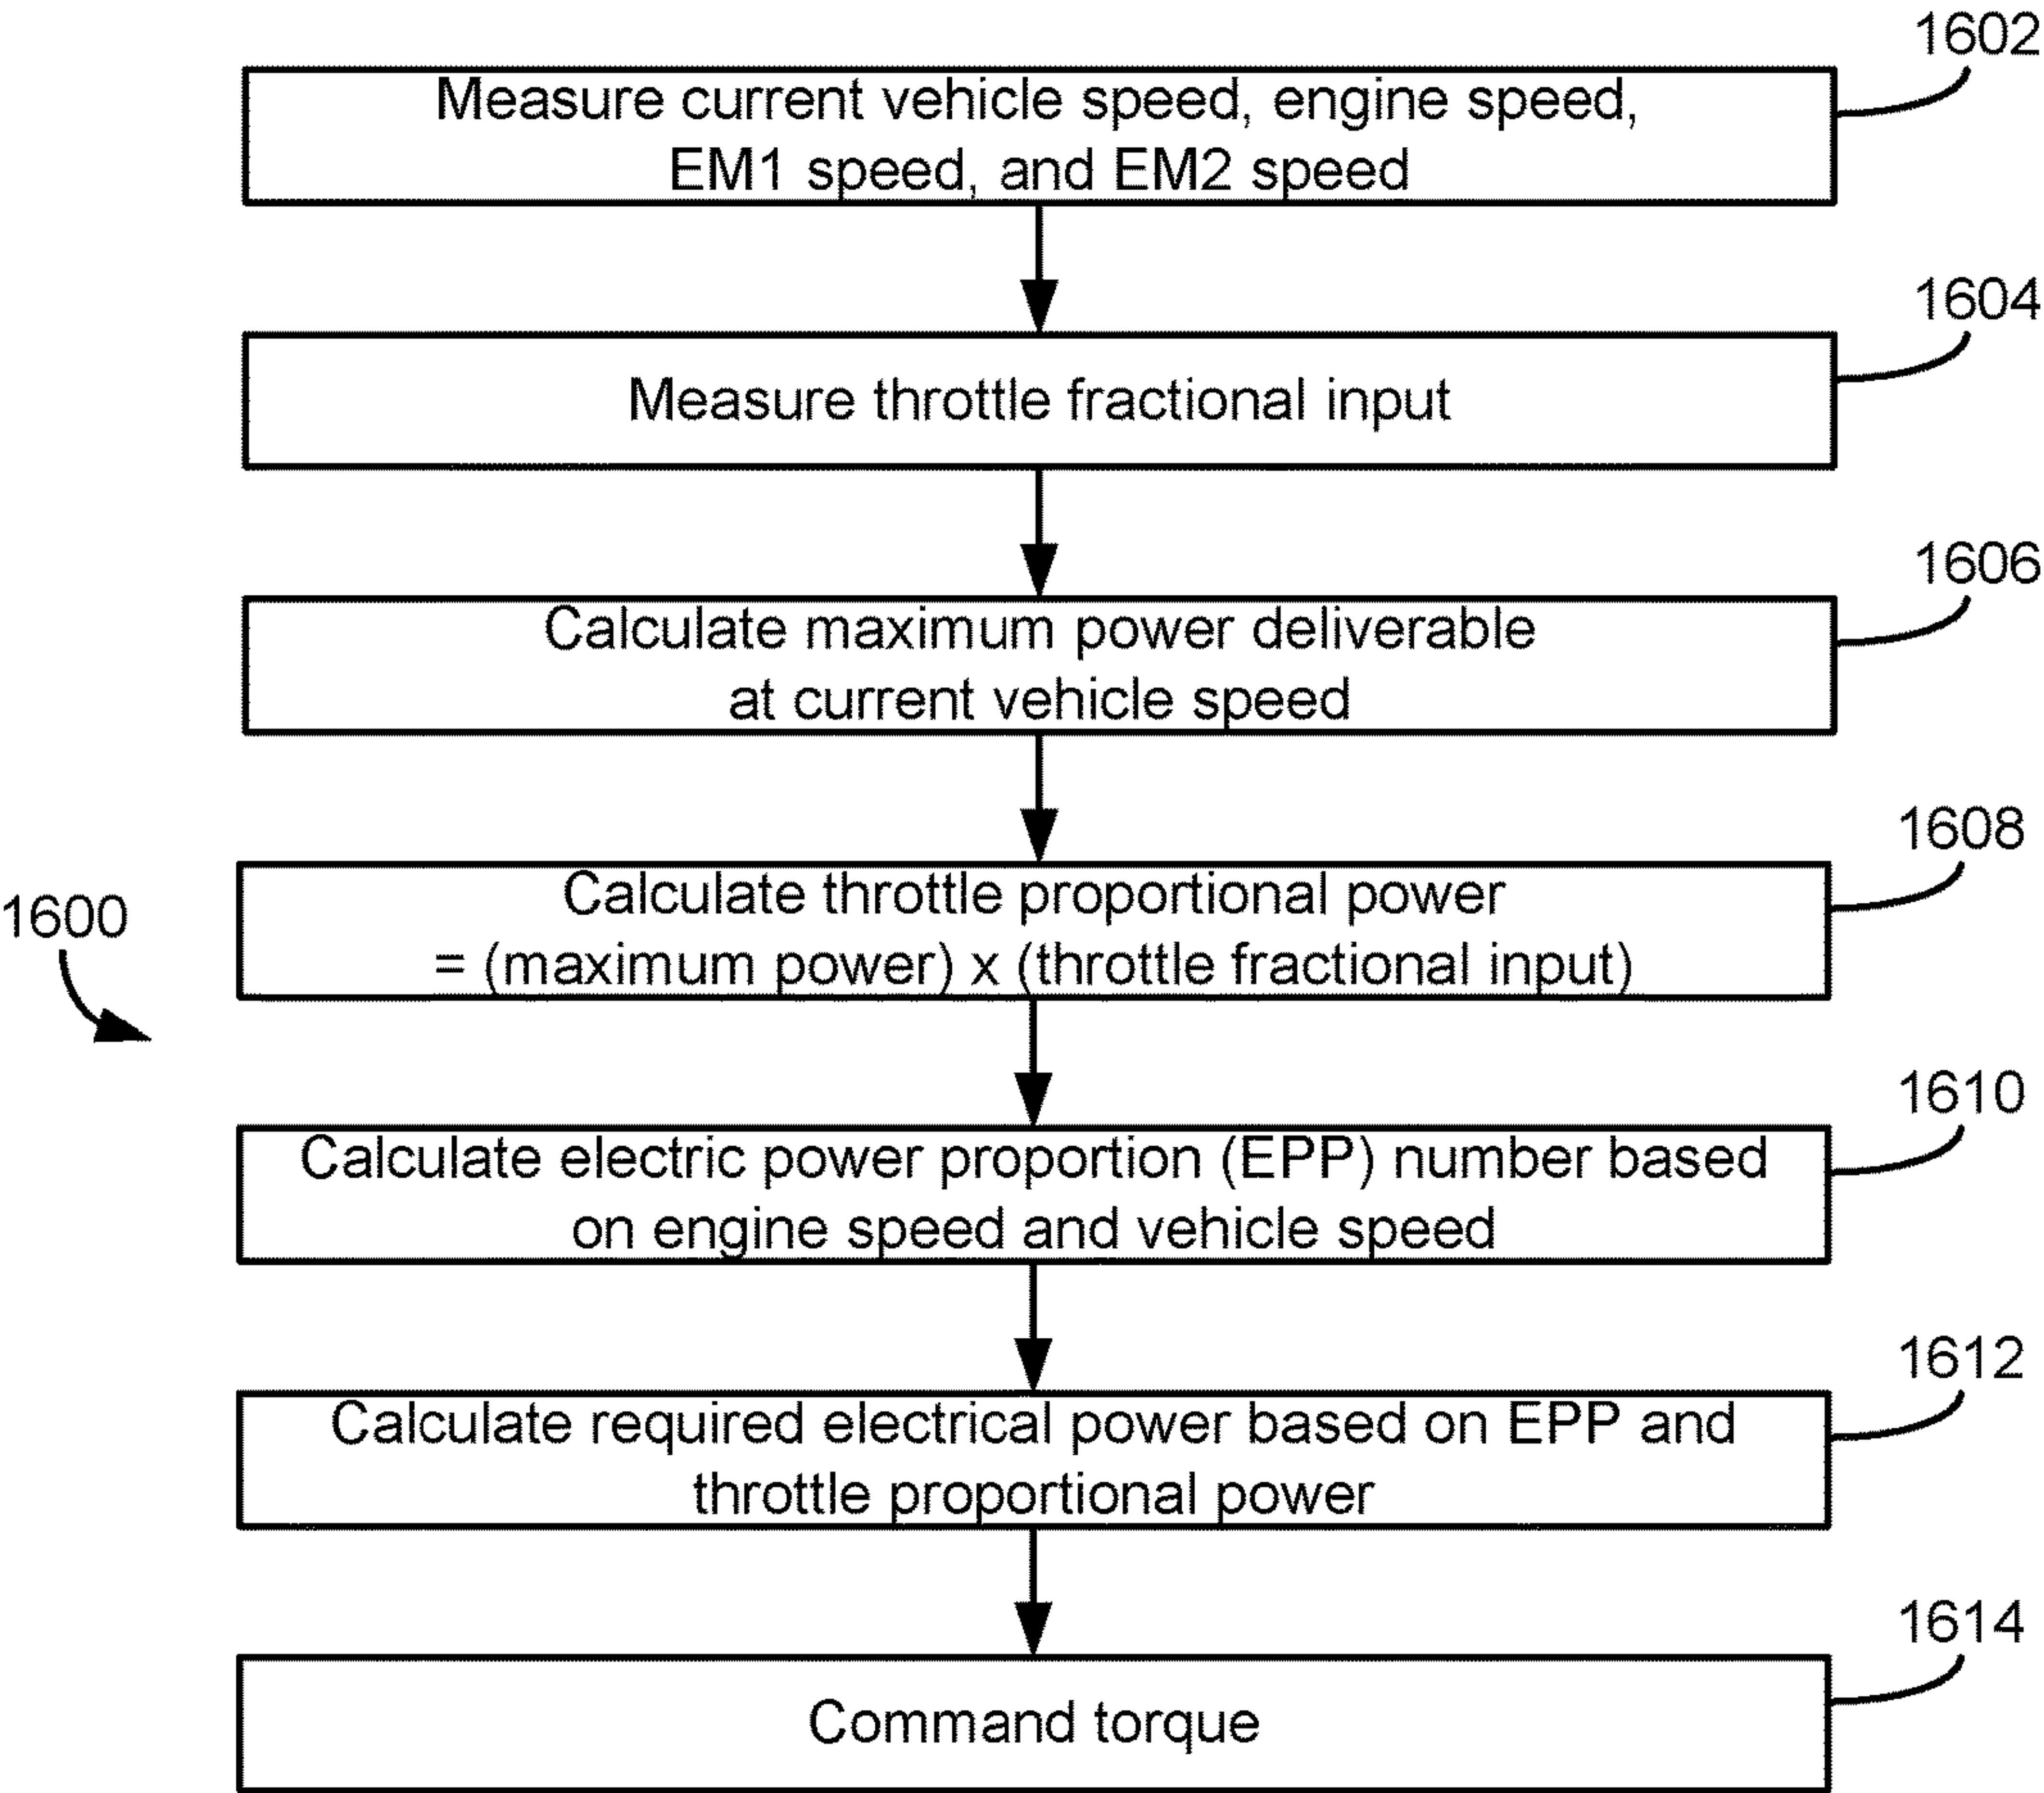 1602
Measure current vehicle speed, engine speed,
EM1 speed, and EM2 speed
1604
Measure throttle fractional input
1606
Calculate maximum power deliverable
at current vehicle speed
1608
Calculate throttle proportional power
= (maximum power) x (throttle fractional input)
1600
1610
Calculate electric power proportion (EPP) number based
on engine speed and vehicle speed
1612
Calculate required electrical power based on EPP and
throttle proportional power
1614
Command torque